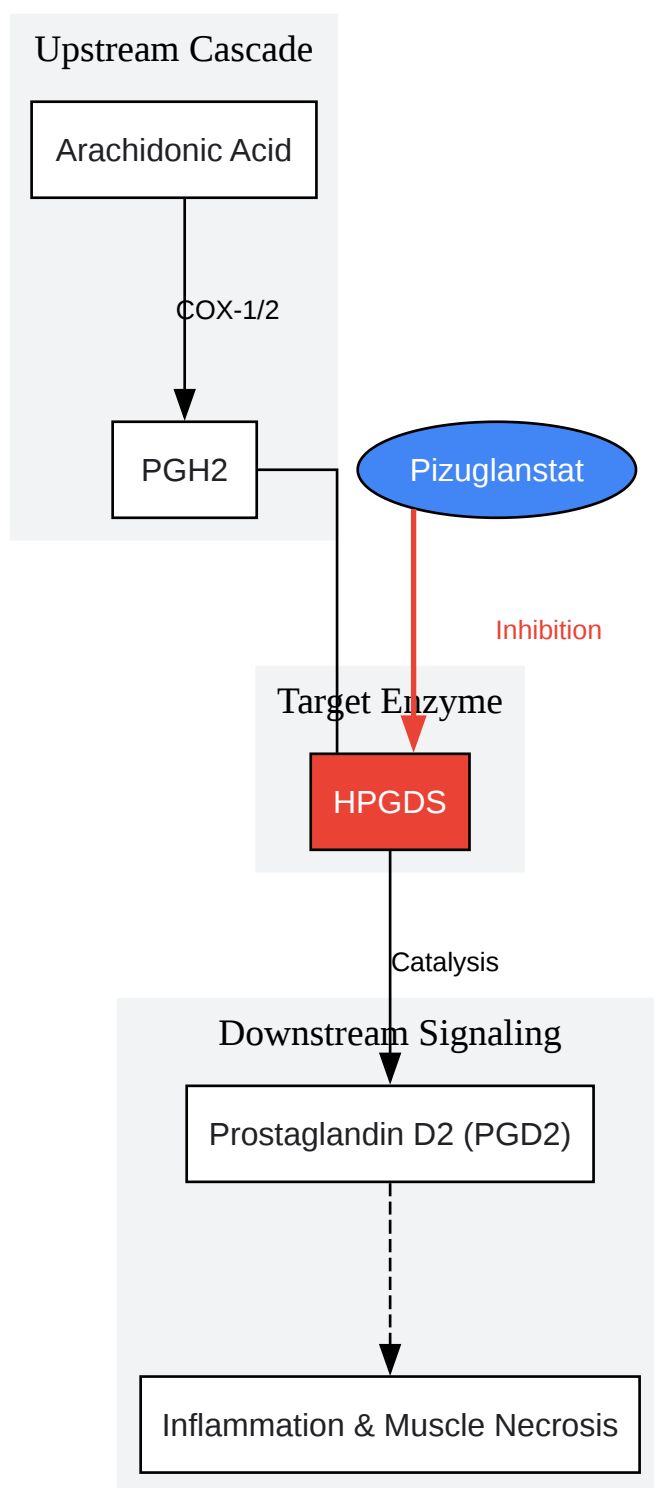 Upstream Cascade
Arachidonic Acid
COX-1/2
PGH2
Pizuglanstat
Inhibition
Target Enzyme
HPGDS
Catalysis
Downstream Signaling
Prostaglandin D2 (PGD2)
Inflammation & Muscle Necrosis